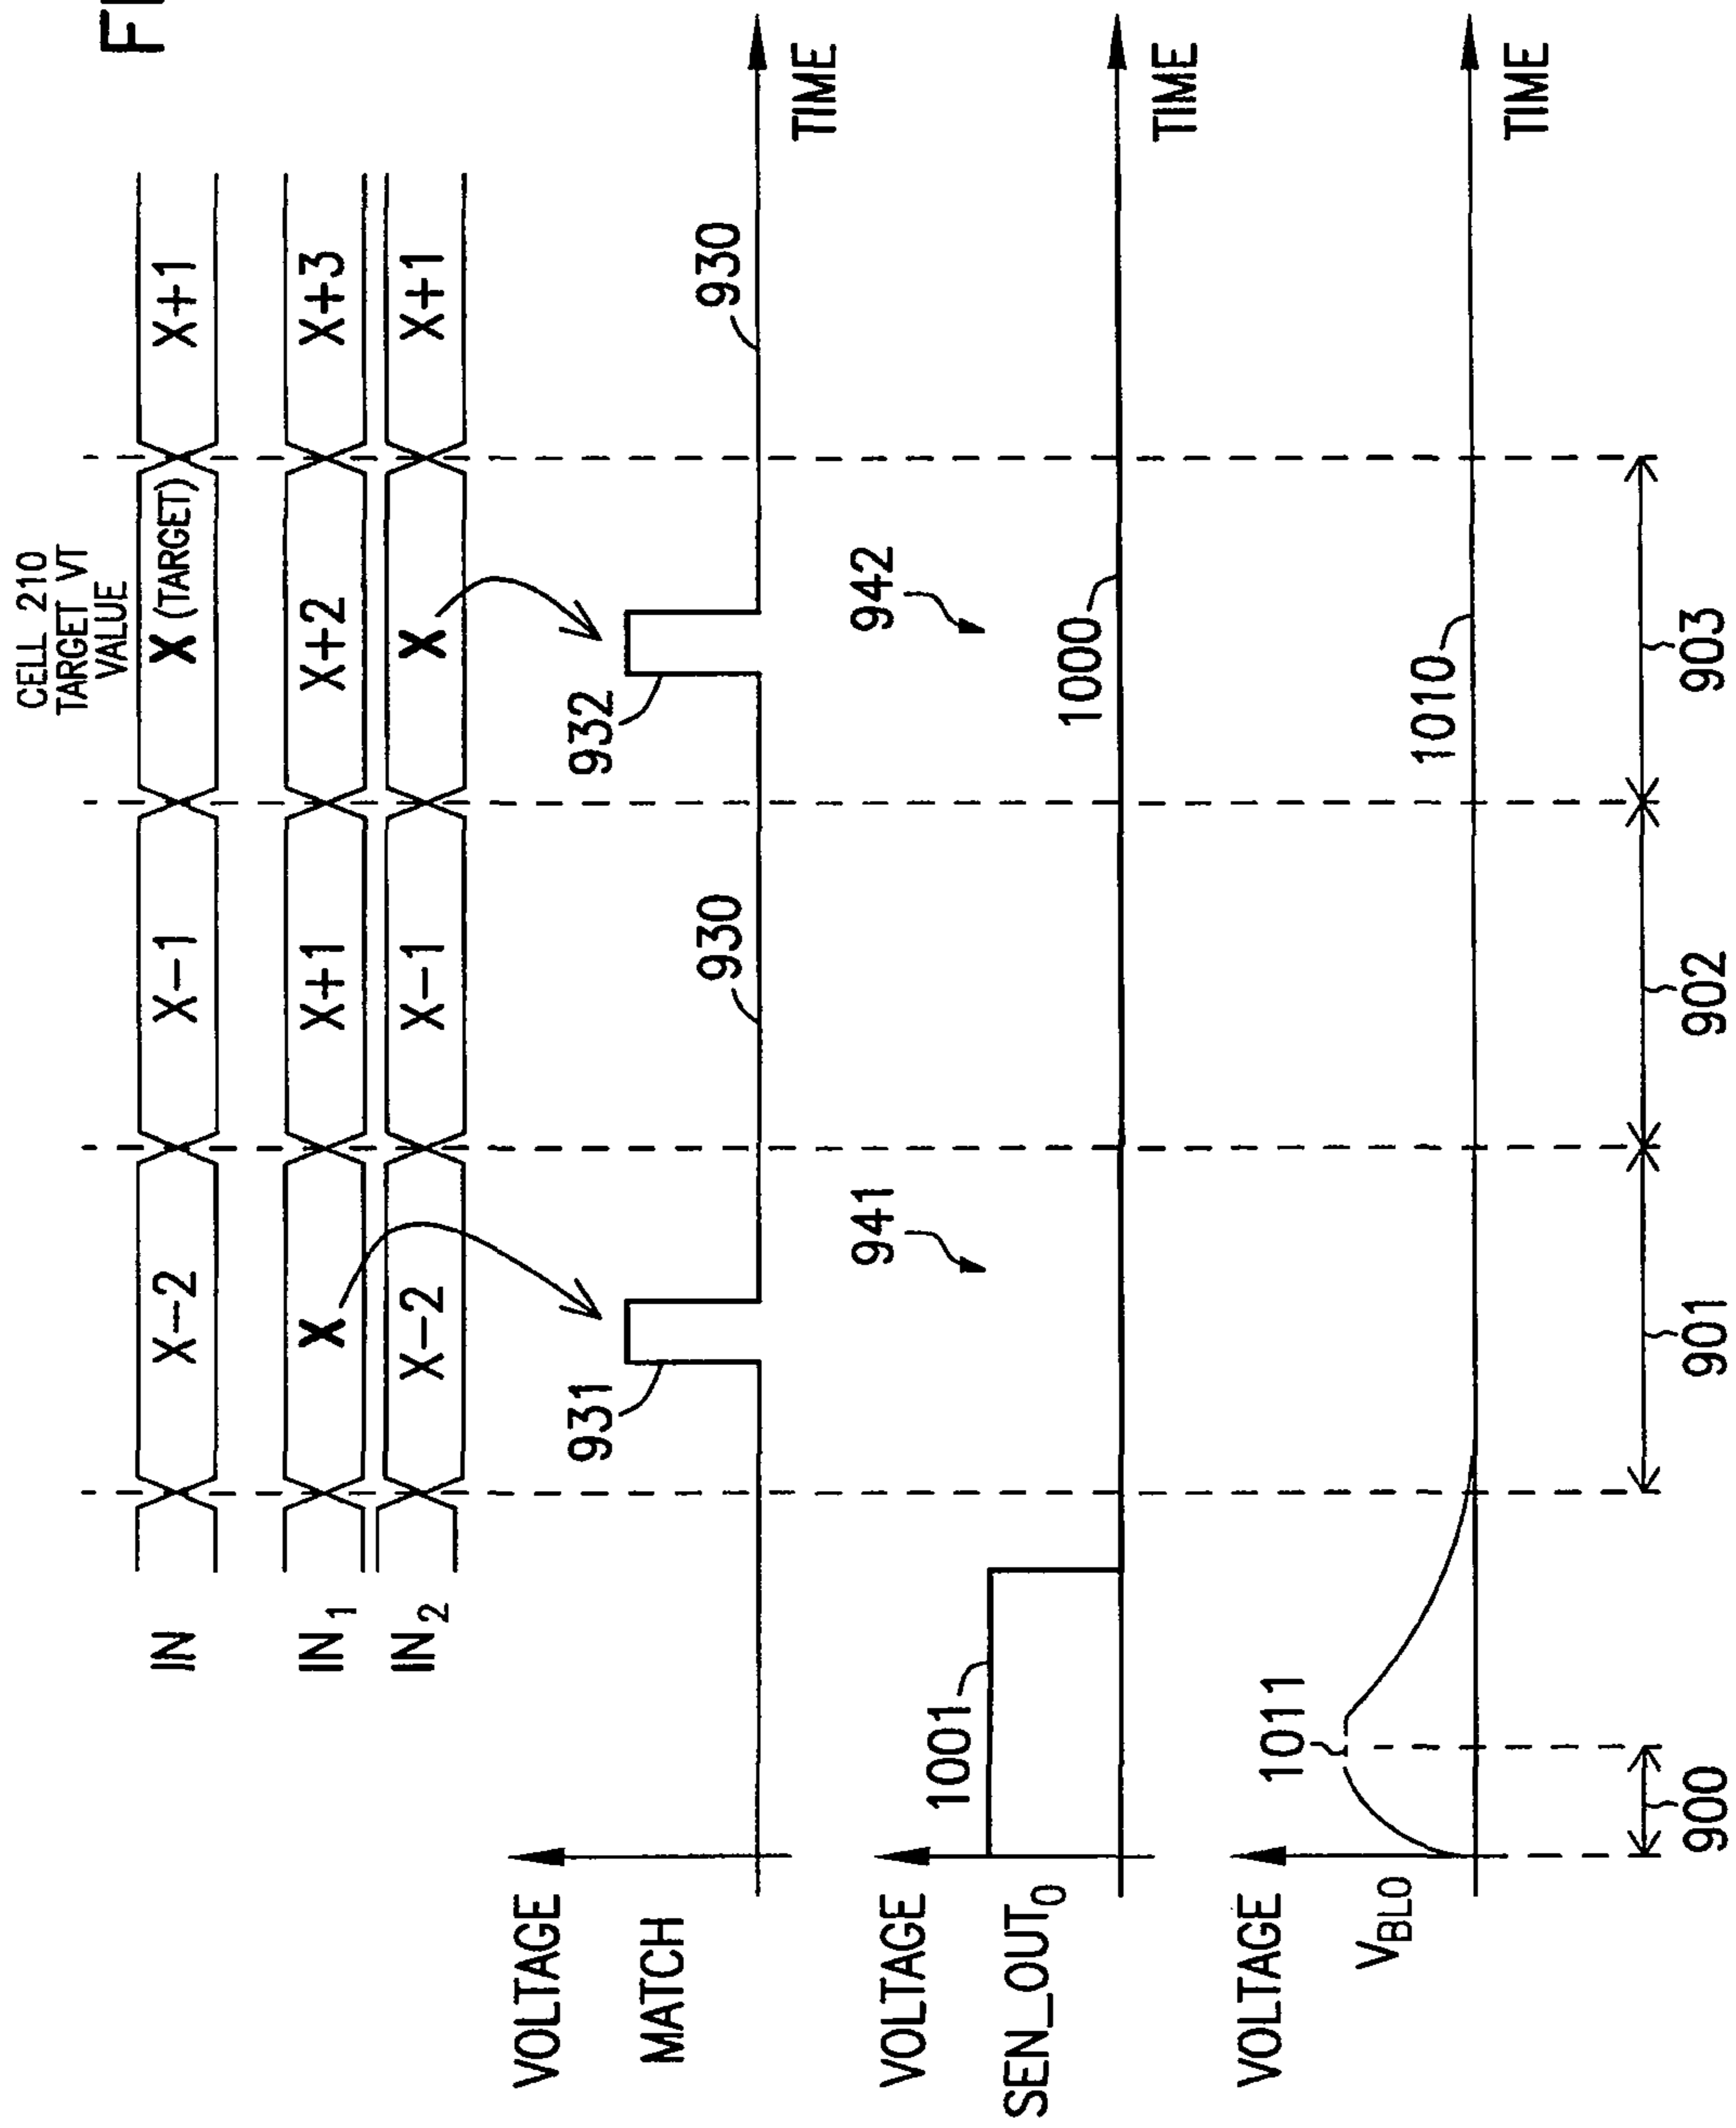 FI
CELL 210
TARGET VT
VALUE
IN
X-2
X-1
X (TARGET)
X+1
IN1
X
X+1
X+2
X+3
IN2
X-2
X-1
X
X+1
VOLTAGE
MATCH
931
930
932
930
TIME
VOLTAGE
SEN_OUT0
1001
941
942
1000
TIME
VOLTAGE
VBL0
1011
1010
TIME
900
901
902
903